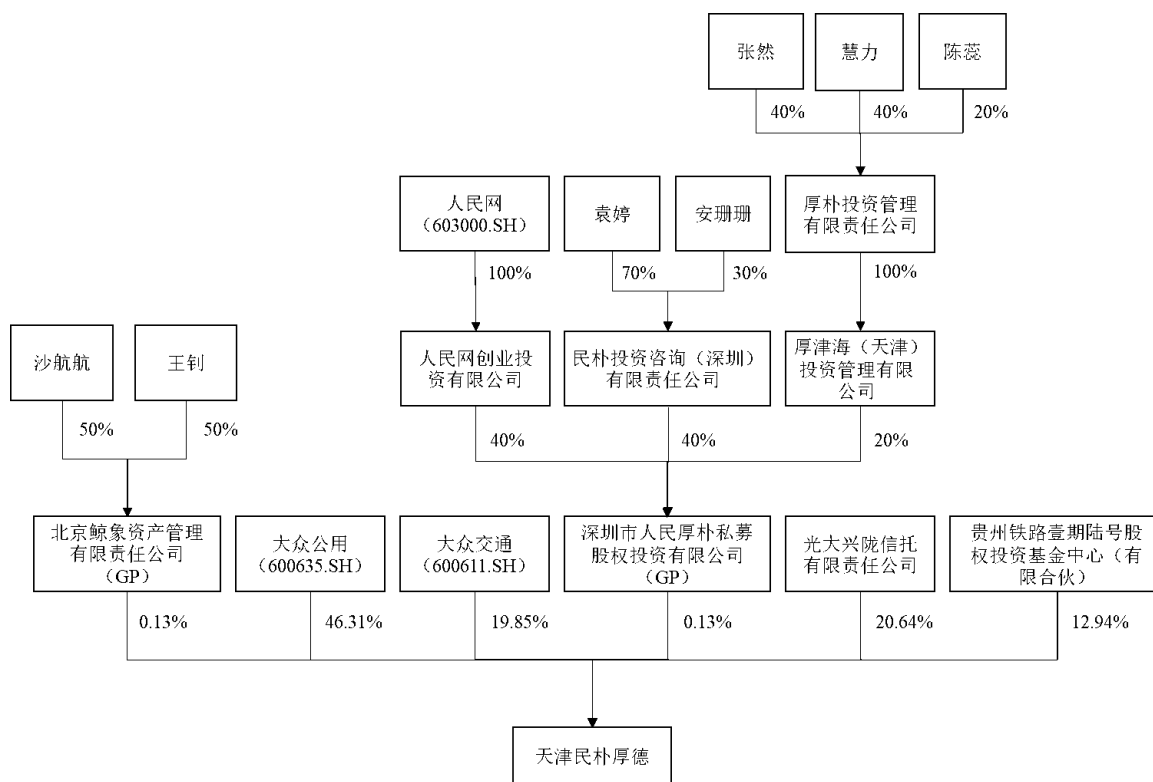 张然
慧力
陈蕊
40%
40%
20%
人民网
（603000.SH）
袁婷
安珊珊
厚朴投资管理
有限责任公司
100%
70%
30%
100%
沙航航
王钊
人民网创业投
资有限公司
民朴投资咨询（深圳）
有限责任公司
厚津海（天津）
投资管理有限
公司
50%
50%
40%
40%
20%
北京鲸象资产管理
有限责任公司
（GP）
大众公用
（600635.SH）
大众交通
（600611.SH）
深圳市人民厚朴私募
股权投资有限公司
（GP）
光大兴陇信托
有限责任公司
贵州铁路壹期陆号股
权投资基金中心（有
限合伙）
0.13%
46.31%
19.85%
0.13%
20.64%
12.94%
天津民朴厚德